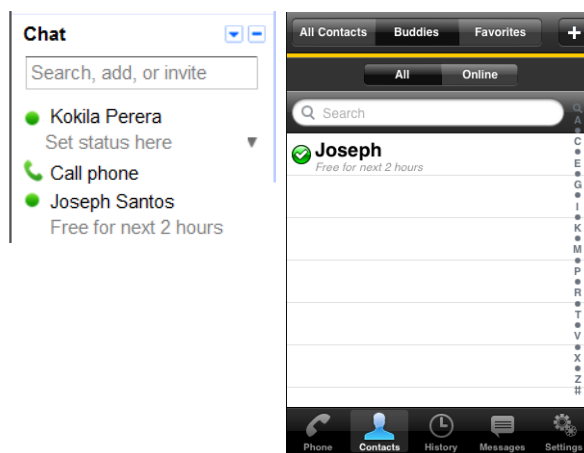 Chat
Search, add, or invite
Kokila Perera
Set status here
Call phone
Joseph Santos
Free for next 2 hours
All Contacts Buddies Favorites +
All Online
Search
Joseph
Free for next 2 hours
A
C
E
G
I
K
M
P
R
T
V
X
Z
#
Phone Contacts History Messages Settings